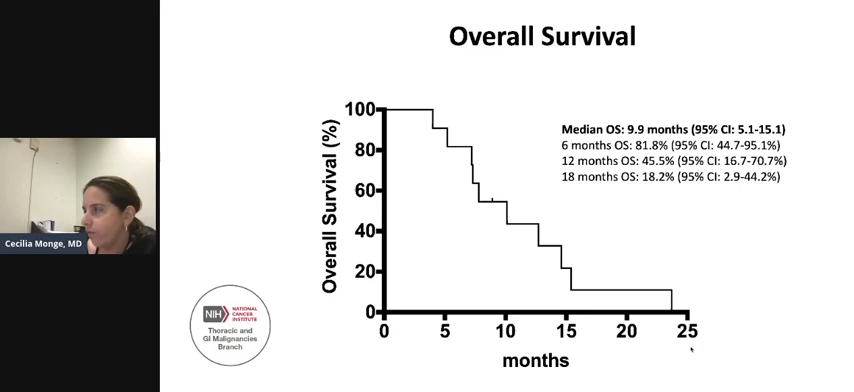 Overall Survival
Overall Survival (%)
100
80
60
40
20
0
0 5 10 15 20 25
months
Median OS: 9.9 months (95% CI: 5.1-15.1)
6 months OS: 81.8% (95% CI: 44.7-95.1%)
12 months OS: 45.5% (95% CI: 16.7-70.7%)
18 months OS: 18.2% (95% CI: 2.9-44.2%)
Cecilia Monge, MD
NIH NATIONAL
CANCER
INSTITUTE
Thoracic and
GI Malignancies
Branch